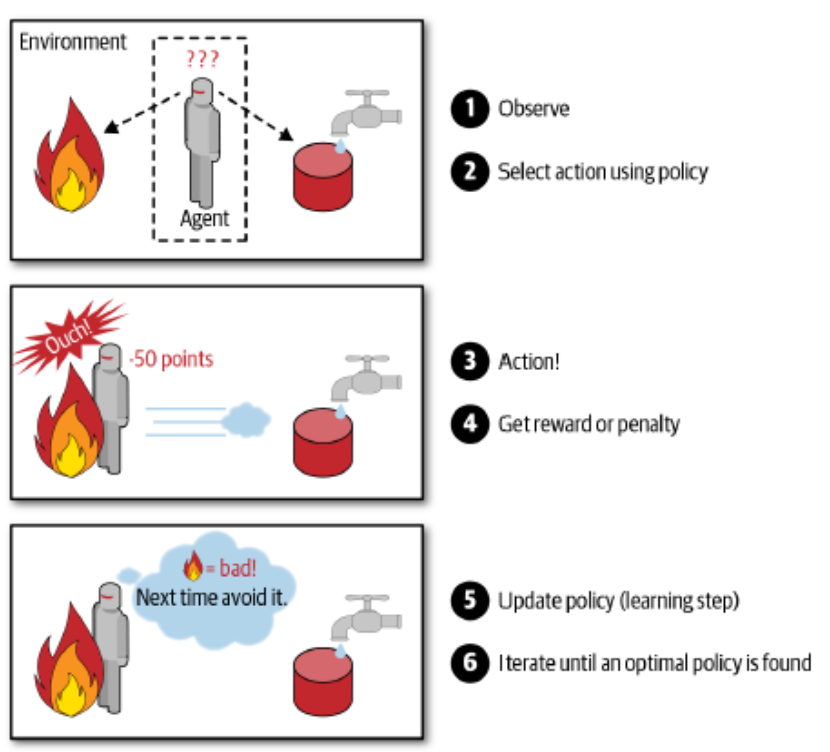 Environment
???
Agent
1 Observe
2 Select action using policy
Ouch!
-50 points
3 Action!
4 Get reward or penalty
= bad!
Next time avoid it.
5 Update policy (learning step)
6 Iterate until an optimal policy is found